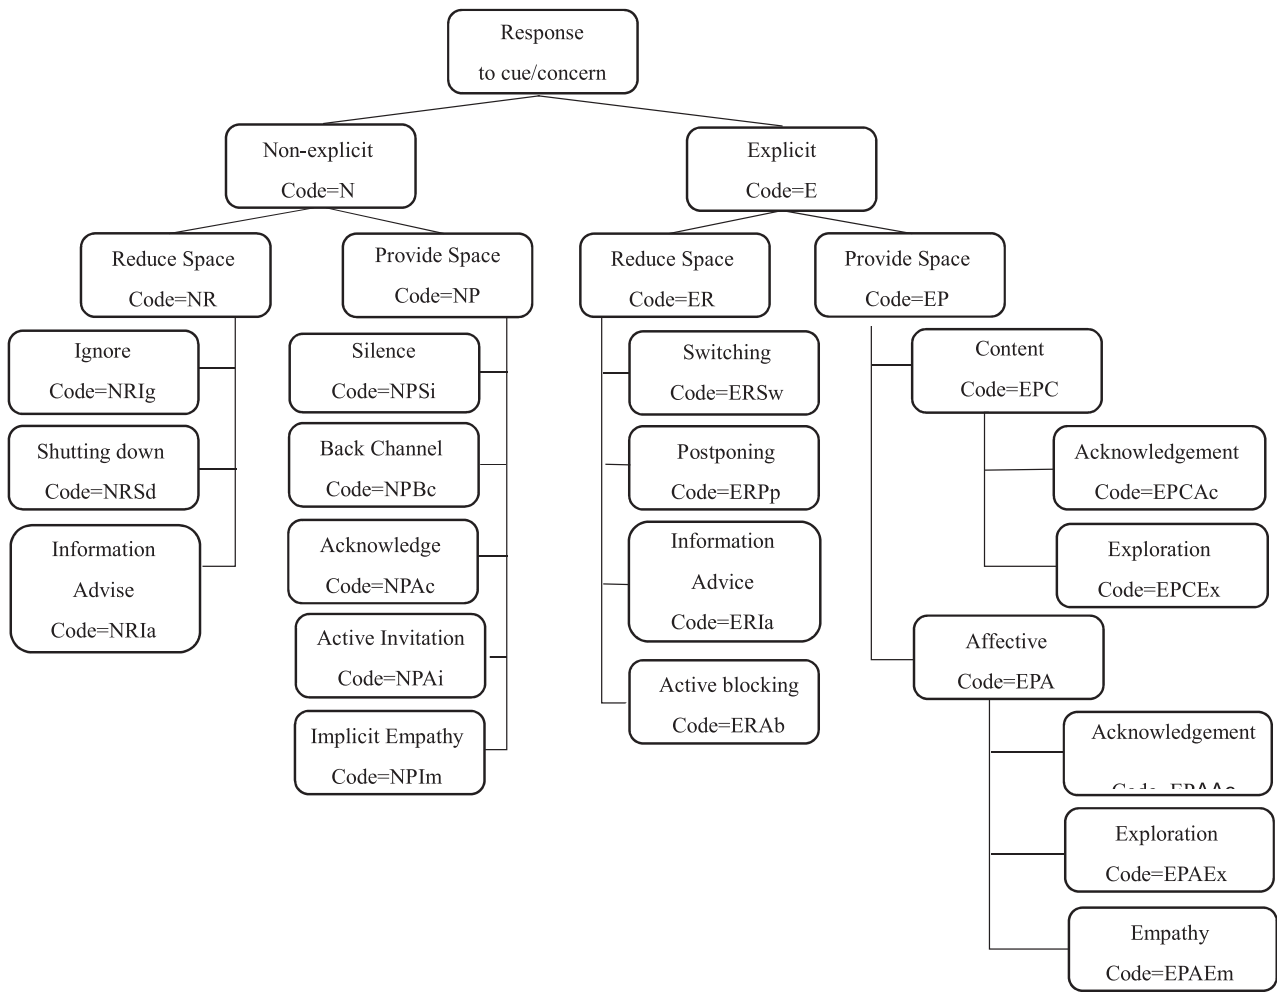 Response
to cue/concern
Non-explicit
Code=N
Explicit
Code=E
Reduce Space
Code=NR
Provide Space
Code=NP
Reduce Space
Code=ER
Provide Space
Code=EP
Ignore
Code=NRIg
Shutting down
Code=NRSd
Information
Advise
Code=NRIa
Silence
Code=NPSi
Back Channel
Code=NPBc
Acknowledge
Code=NPAc
Active Invitation
Code=NPAi
Implicit Empathy
Code=NPIm
Switching
Code=ERSw
Postponing
Code=ERPp
Information
Advice
Code=ERIa
Active blocking
Code=ERAb
Content
Code=EPC
Acknowledgement
Code=EPCAc
Exploration
Code=EPCEx
Affective
Code=EPA
Acknowledgement
Exploration
Code=EPAEx
Empathy
Code=EPAEm